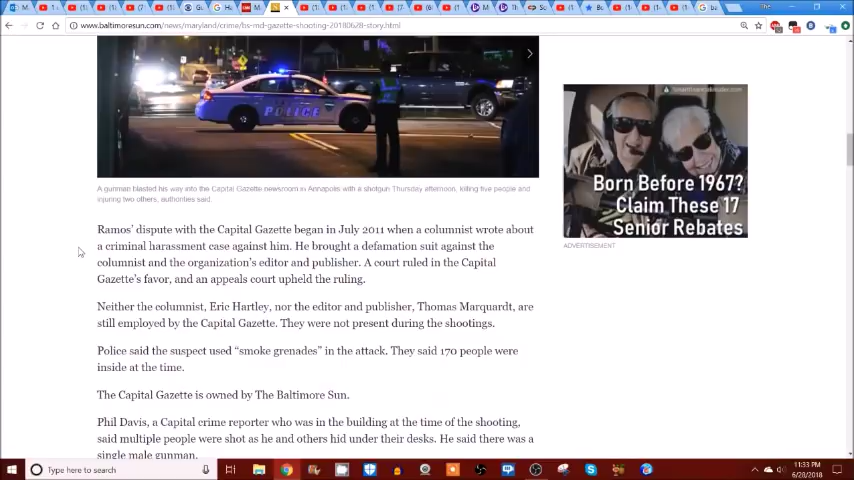 www.baltimoresun.com/news/maryland/crime/bs-md-gazette-shooting-20180628-story.html
POLICE
A gunman blasted his way into the Capital Gazette newsroom in Annapolis with a shotgun Thursday afternoon, killing five people and
injuring two others, authorities said.
Ramos' dispute with the Capital Gazette began in July 2011 when a columnist wrote about
a criminal harassment case against him. He brought a defamation suit against the
columnist and the organization's editor and publisher. A court ruled in the Capital
Gazette's favor, and an appeals court upheld the ruling.
Neither the columnist, Eric Hartley, nor the editor and publisher, Thomas Marquardt, are
still employed by the Capital Gazette. They were not present during the shootings.
Police said the suspect used “smoke grenades” in the attack. They said 170 people were
inside at the time.
The Capital Gazette is owned by The Baltimore Sun.
Phil Davis, a Capital crime reporter who was in the building at the time of the shooting,
said multiple people were shot as he and others hid under their desks. He said there was a
single male gunman.
Born Before 1967?
Claim These 17
Senior Rebates
ADVERTISEMENT
Type here to search
11:33 PM
6/28/2018